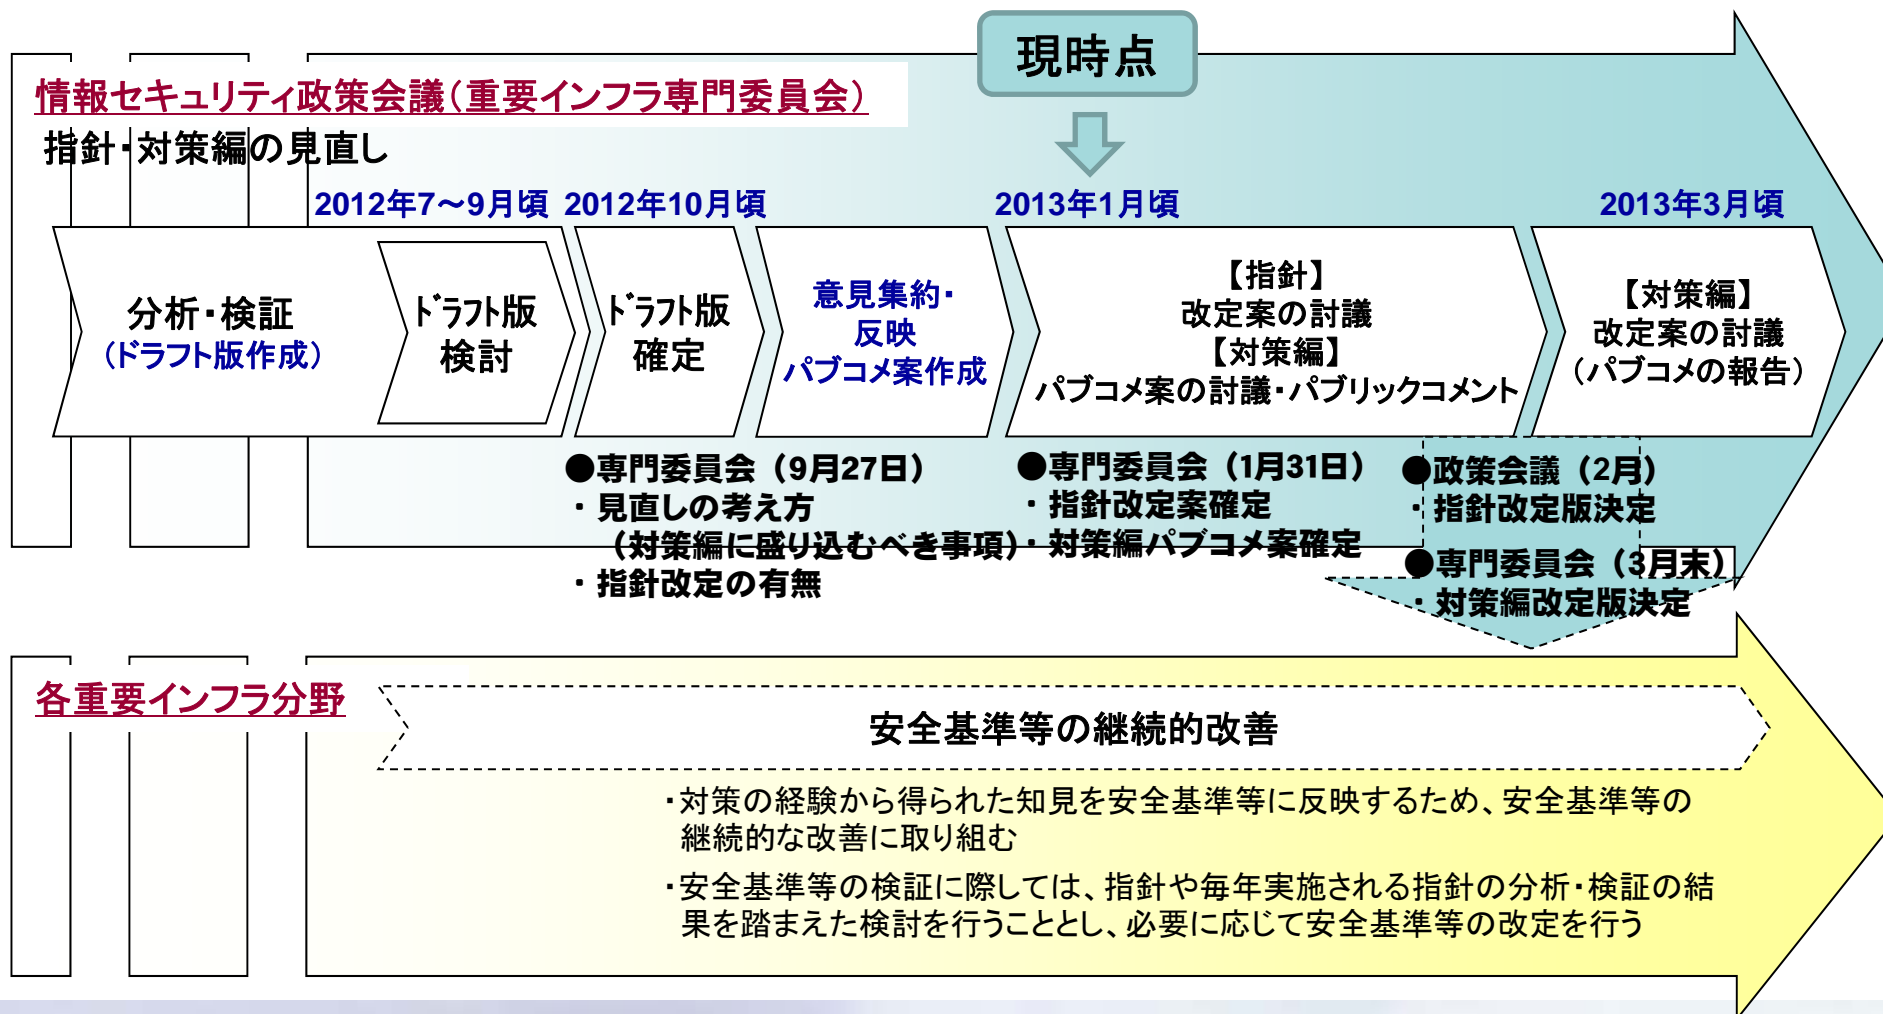 現時点
情報セキュリティ政策会議(重要インフラ専門委員会)
指針・対策編の見直し
2012年7～9月頃
2012年10月頃
2013年1月頃
2013年3月頃
分析・検証
(ドラフト版作成)
ドラフト版
検討
ドラフト版
確定
意見集約・
反映
パブコメ案作成
【指針】
改定案の討議
【対策編】
パブコメ案の討議・パブリックコメント
【対策編】
改定案の討議
(パブコメの報告)
●専門委員会（9月27日）
・見直しの考え方
（対策編に盛り込むべき事項）
・指針改定の有無
●専門委員会（1月31日）
・指針改定案確定
・対策編パブコメ案確定
●政策会議（2月）
・指針改定版決定
●専門委員会（3月末）
・対策編改定版決定
各重要インフラ分野
安全基準等の継続的改善
・対策の経験から得られた知見を安全基準等に反映するため、安全基準等の
継続的な改善に取り組む
・安全基準等の検証に際しては、指針や毎年実施される指針の分析・検証の結
果を踏まえた検討を行うこととし、必要に応じて安全基準等の改定を行う